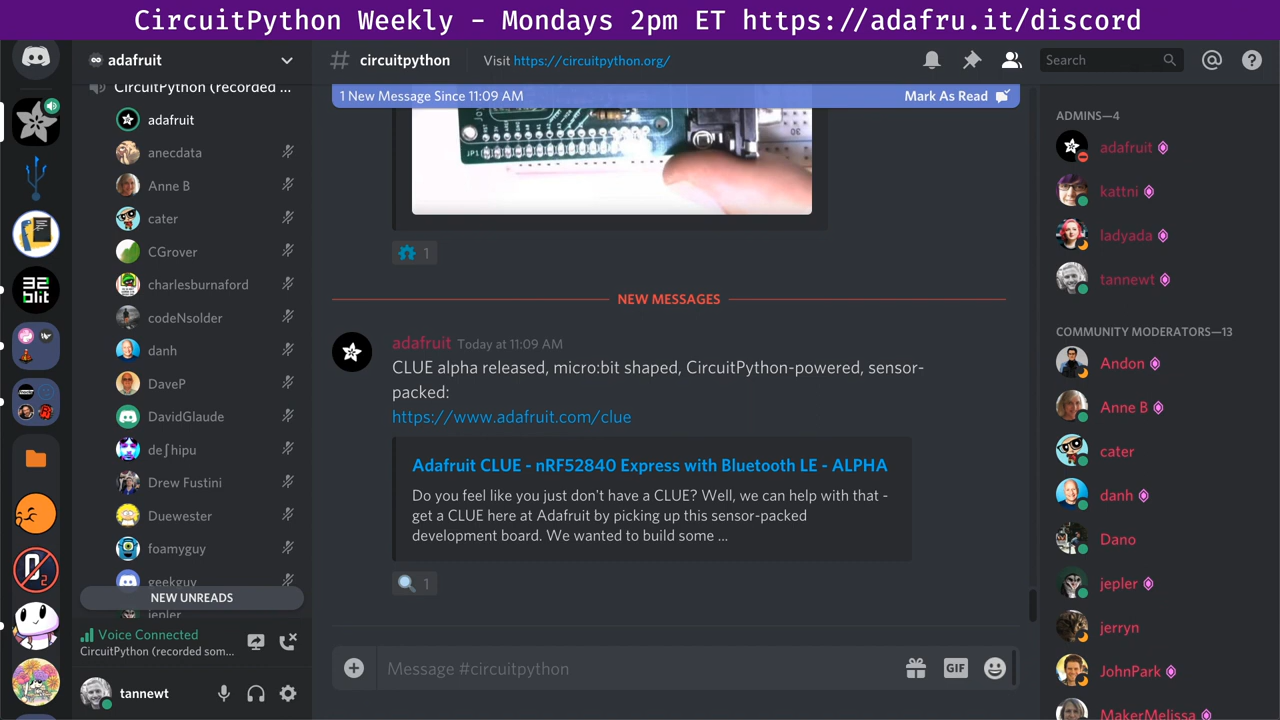 CircuitPython Weekly - Mondays 2pm ET https://adafru.it/discord
adafruit
CircuitPython (recorded ...
adafruit
anecdata
Anne B
cater
CGrover
charlesburnaford
codeNsolder
danh
DaveP
DavidGlaude
de∫hipu
Drew Fustini
Duewester
foamyguy
geekguy
jepler
NEW UNREADS
Voice Connected
CircuitPython (recorded som...
tannewt
# circuitpython
Visit https://circuitpython.org/
Search
1 New Message Since 11:09 AM
Mark As Read
JP1
36
1
NEW MESSAGES
adafruit Today at 11:09 AM
CLUE alpha released, micro:bit shaped, CircuitPython-powered, sensor-
packed:
https://www.adafruit.com/clue
Adafruit CLUE - nRF52840 Express with Bluetooth LE - ALPHA
Do you feel like you just don't have a CLUE? Well, we can help with that -
get a CLUE here at Adafruit by picking up this sensor-packed
development board. We wanted to build some ...
1
Message #circuitpython
GIF
ADMINS—4
adafruit
kattni
ladyada
tannewt
COMMUNITY MODERATORS—13
Andon
Anne B
cater
danh
Dano
jepler
jerryn
JohnPark
MakerMelissa
32
blit